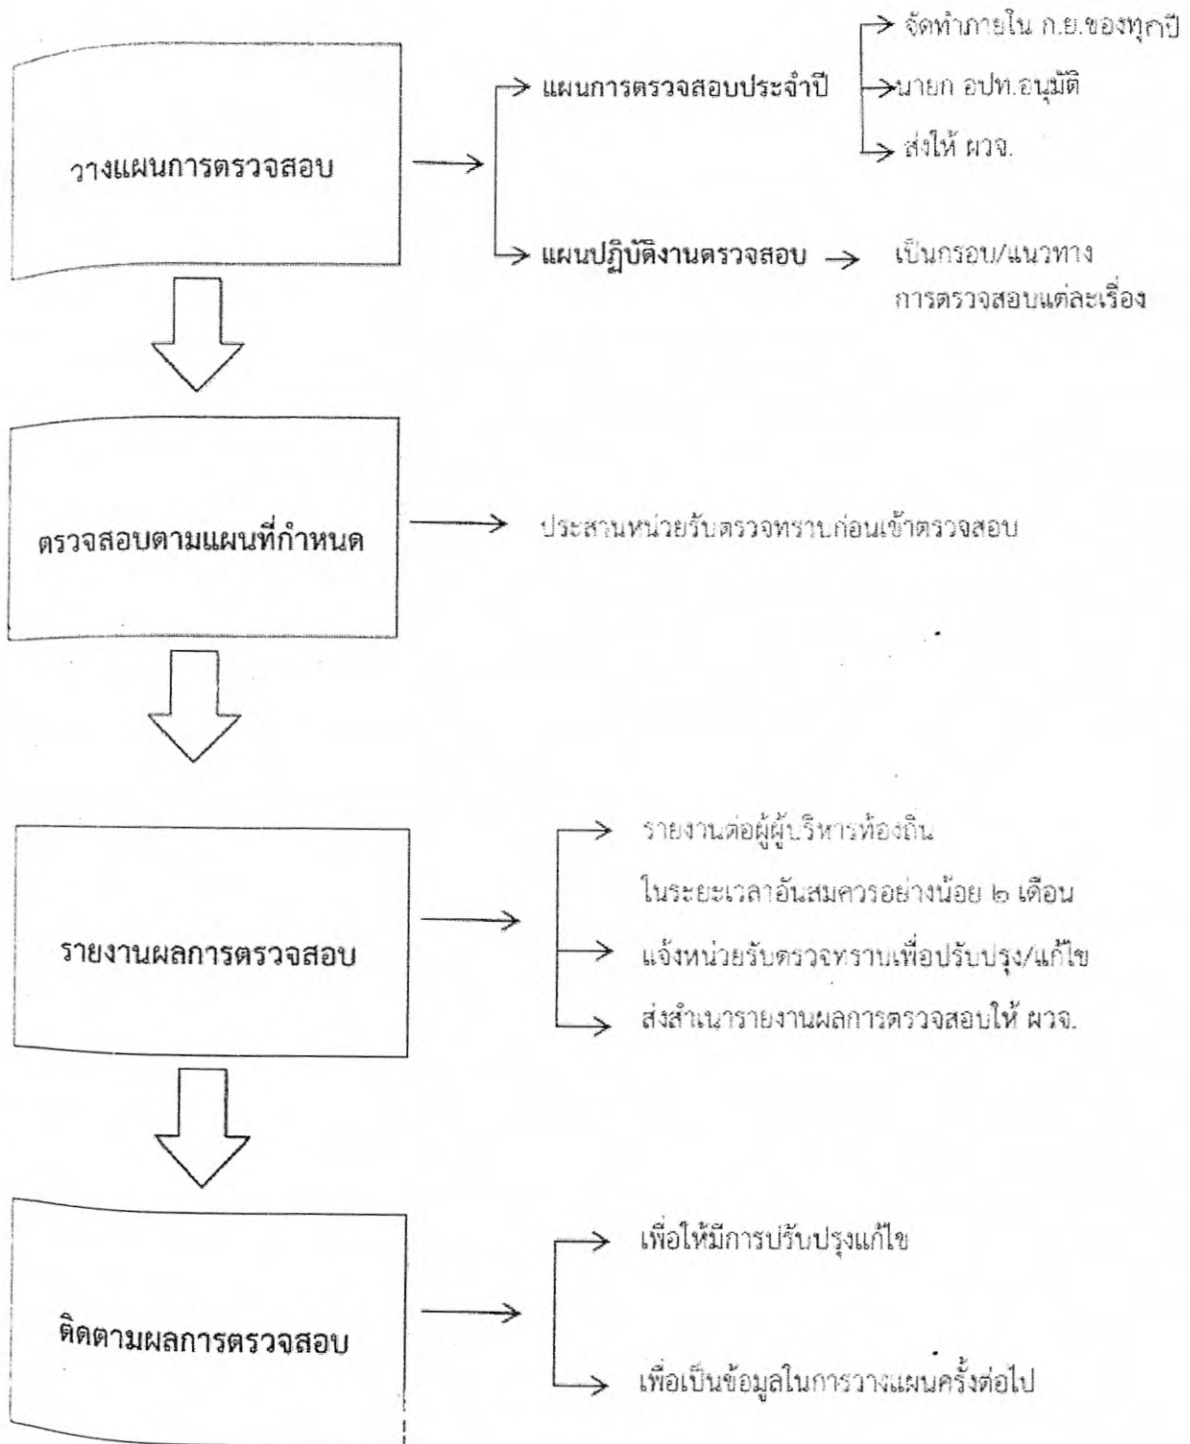 จัดทำภายใน ก.ย.ของทุกปี
แผนการตรวจสอบประจำปี
นายก อปท.อนุมัติ
ส่งให้ ผวจ.
วางแผนการตรวจสอบ
แผนปฏิบัติงานตรวจสอบ
เป็นกรอบ/แนวทาง
การตรวจสอบแต่ละเรื่อง
ตรวจสอบตามแผนที่กำหนด
ประสานหน่วยรับตรวจทราบก่อนเข้าตรวจสอบ
รายงานต่อผู้ผู้บริหารท้องถิ่น
ในระยะเวลาอันสมควรอย่างน้อย ๒ เดือน
รายงานผลการตรวจสอบ
แจ้งหน่วยรับตรวจทราบเพื่อปรับปรุง/แก้ไข
ส่งสำเนารายงานผลการตรวจสอบให้ ผวจ.
เพื่อให้มีการปรับปรุงแก้ไข
ติดตามผลการตรวจสอบ
เพื่อเป็นข้อมูลในการวางแผนครั้งต่อไป